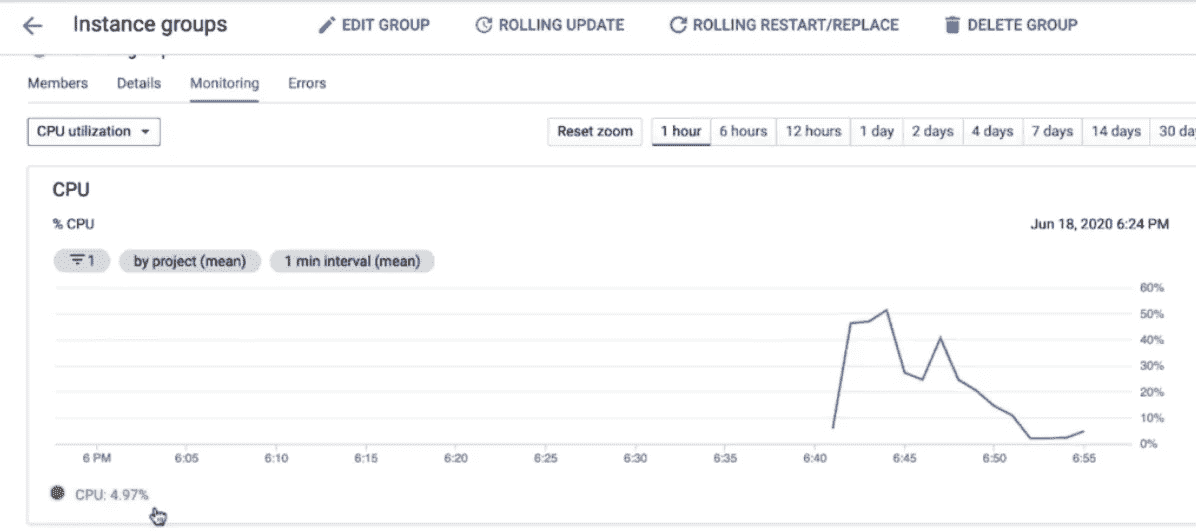 Instance groups EDIT GROUP ROLLING UPDATE ROLLING RESTART/REPLACE DELETE GROUP
Members Details Monitoring Errors
CPU utilization Reset zoom 1 hour 6 hours 12 hours 1 day 2 days 4 days 7 days 14 days 30 da
CPU
% CPU Jun 18, 2020 6:24 PM
1 by project (mean) 1 min interval (mean)
60%
50%
40%
30%
20%
10%
0%
6 PM 6:05 6:10 6:15 6:20 6:25 6:30 6:35 6:40 6:45 6:50 6:55
CPU: 4.97%